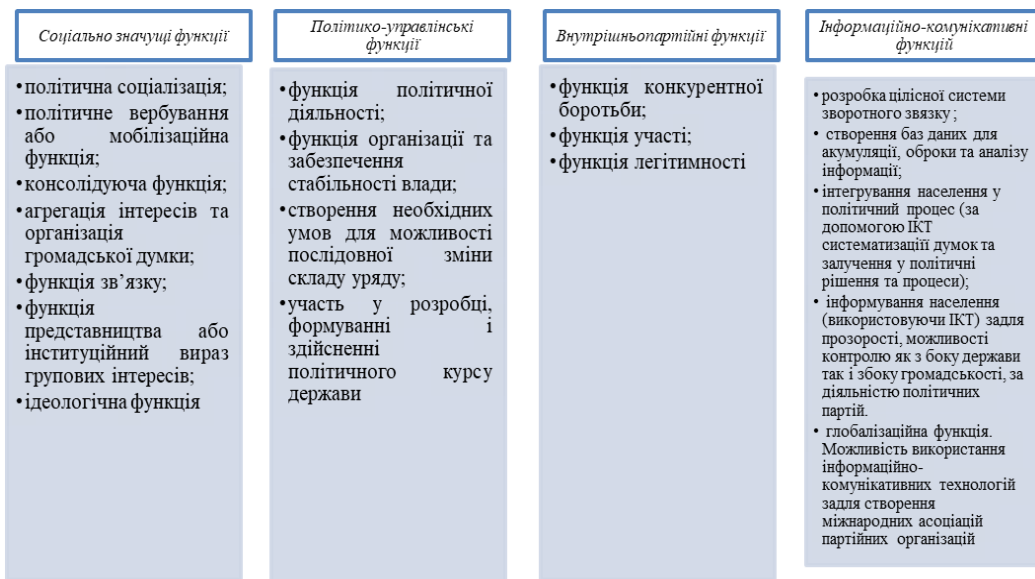 Соціально значущі функції
•політична соціалізація;
•політичне вербування
або мобілізаційна
функція;
•консолідуюча функція;
•агрегація інтересів та
організація
громадської думки;
•функція зв’язку;
•функція
представництва або
інституційний вираз
групових інтересів;
•ідеологічна функція
Політико-управлінські
функції
•функція політичної
діяльності;
•функція організації та
забезпечення
стабільності влади;
•створення необхідних
умов для можливості
послідовної зміни
складу уряду;
•участь у розробці,
формуванні і
здійсненні
політичного курсу
держави
Внутрішньопартійні функції
•функція конкурентної
боротьби;
•функція участі;
•функція легітимності
Інформаційно-комунікативні
функцій
• розробка цілісної системи
зворотного звязку ;
• створення баз даних для
акумуляції, оброки та аналізу
інформації;
• інтегрування населення у
політичний процес (за
допомогою ІКТ
систематизаціїї думок та
залучення у політичні
рішення та процеси);
• інформування населення
(використовуючи ІКТ) задля
прозорості, можливості
контролю як з боку держави
так і збоку громадськості, за
діяльністю політичних
партій.
• глобалізаційна функція.
Можливість використання
інформаційно-
комунікативних технологій
задля створення
міжнародних асоціацій
партійних організацій